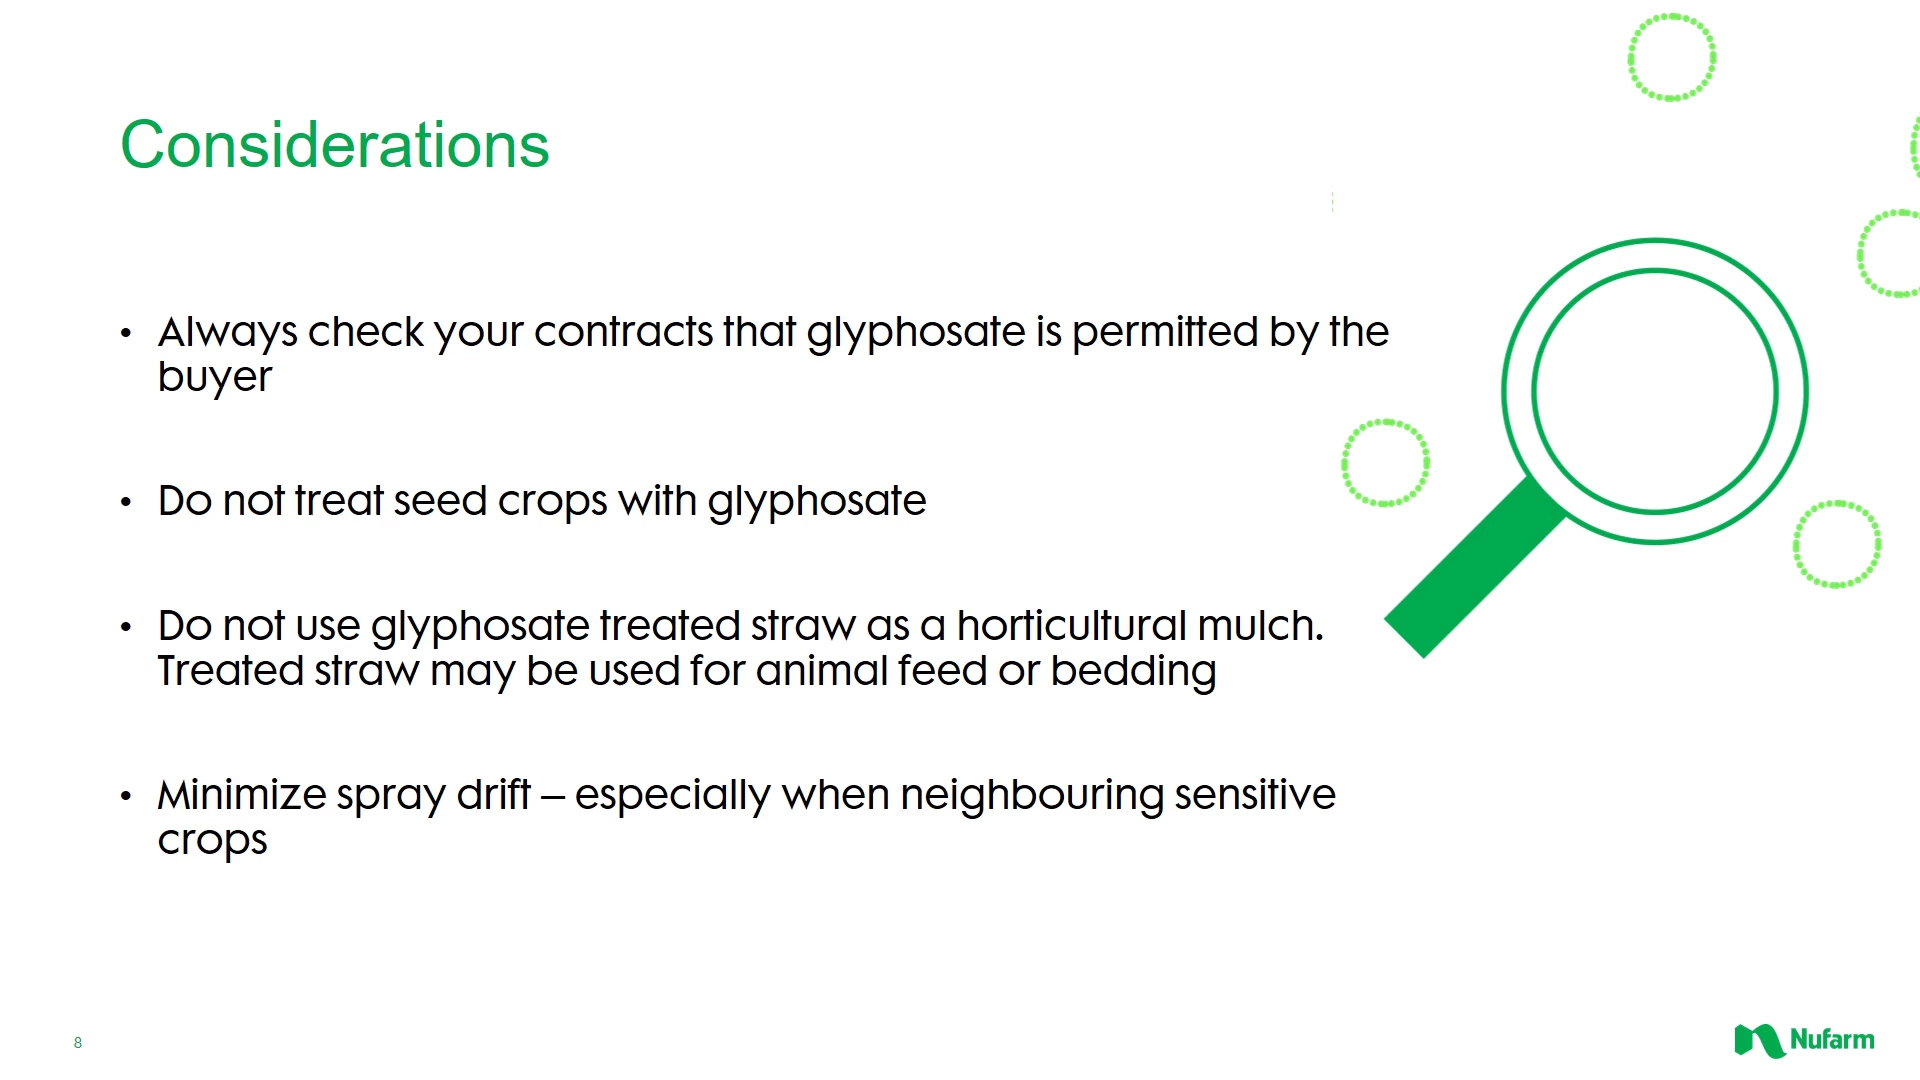 Considerations
• Always check your contracts that glyphosate is permitted by the
buyer
• Do not treat seed crops with glyphosate
• Do not use glyphosate treated straw as a horticultural mulch.
Treated straw may be used for animal feed or bedding
• Minimize spray drift – especially when neighbouring sensitive
crops
8
Nufarm